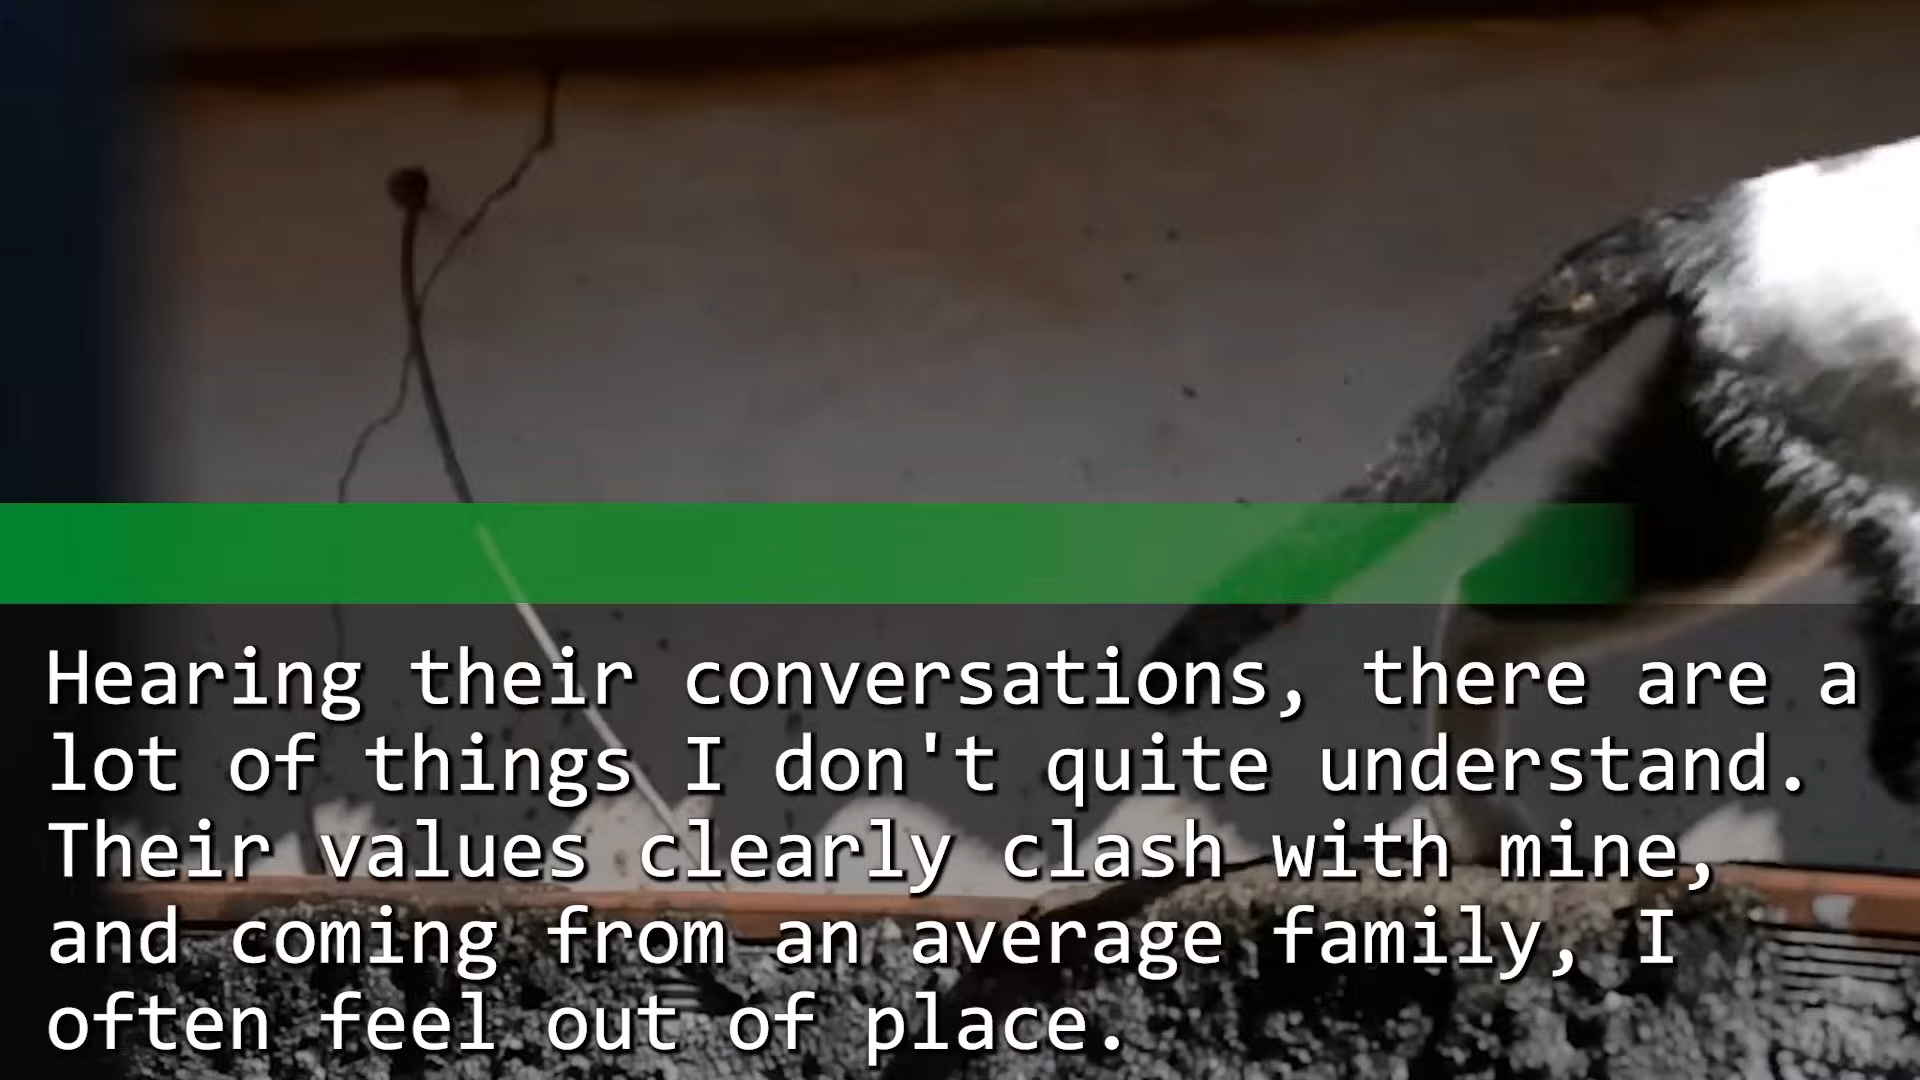 Hearing their conversations, there are a
lot of things I don't quite understand.
Their values clearly clash with mine,
and coming from an average family, I
often feel out of place.